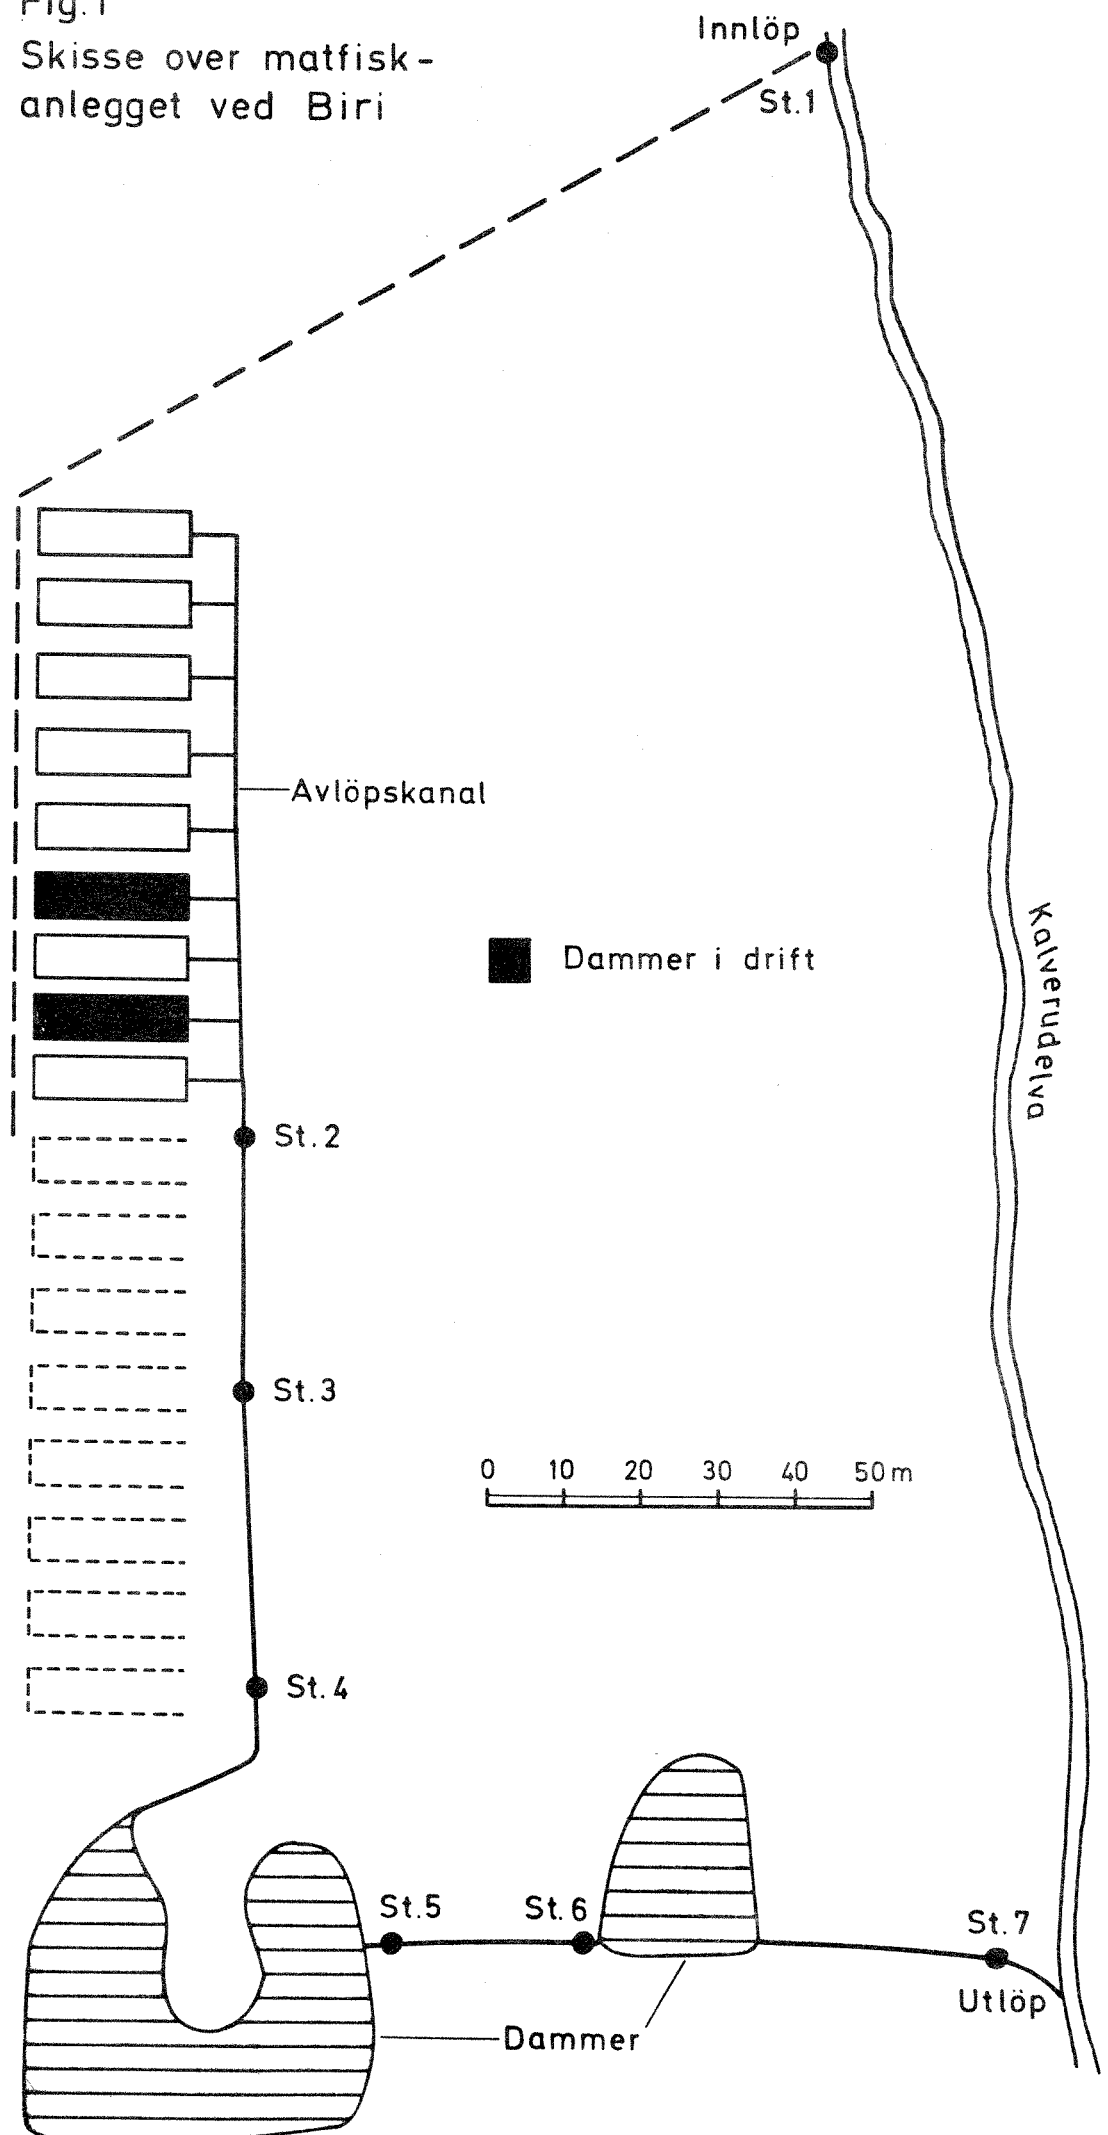 Fig.1
Skisse over matfisk-
anlegget ved Biri
Innlöp
St.1
Avlöpskanal
Dammer i drift
Kalverudelva
St.2
St.3
0 10 20 30 40 50m
St.4
St.5
St.6
St.7
Utlöp
Dammer